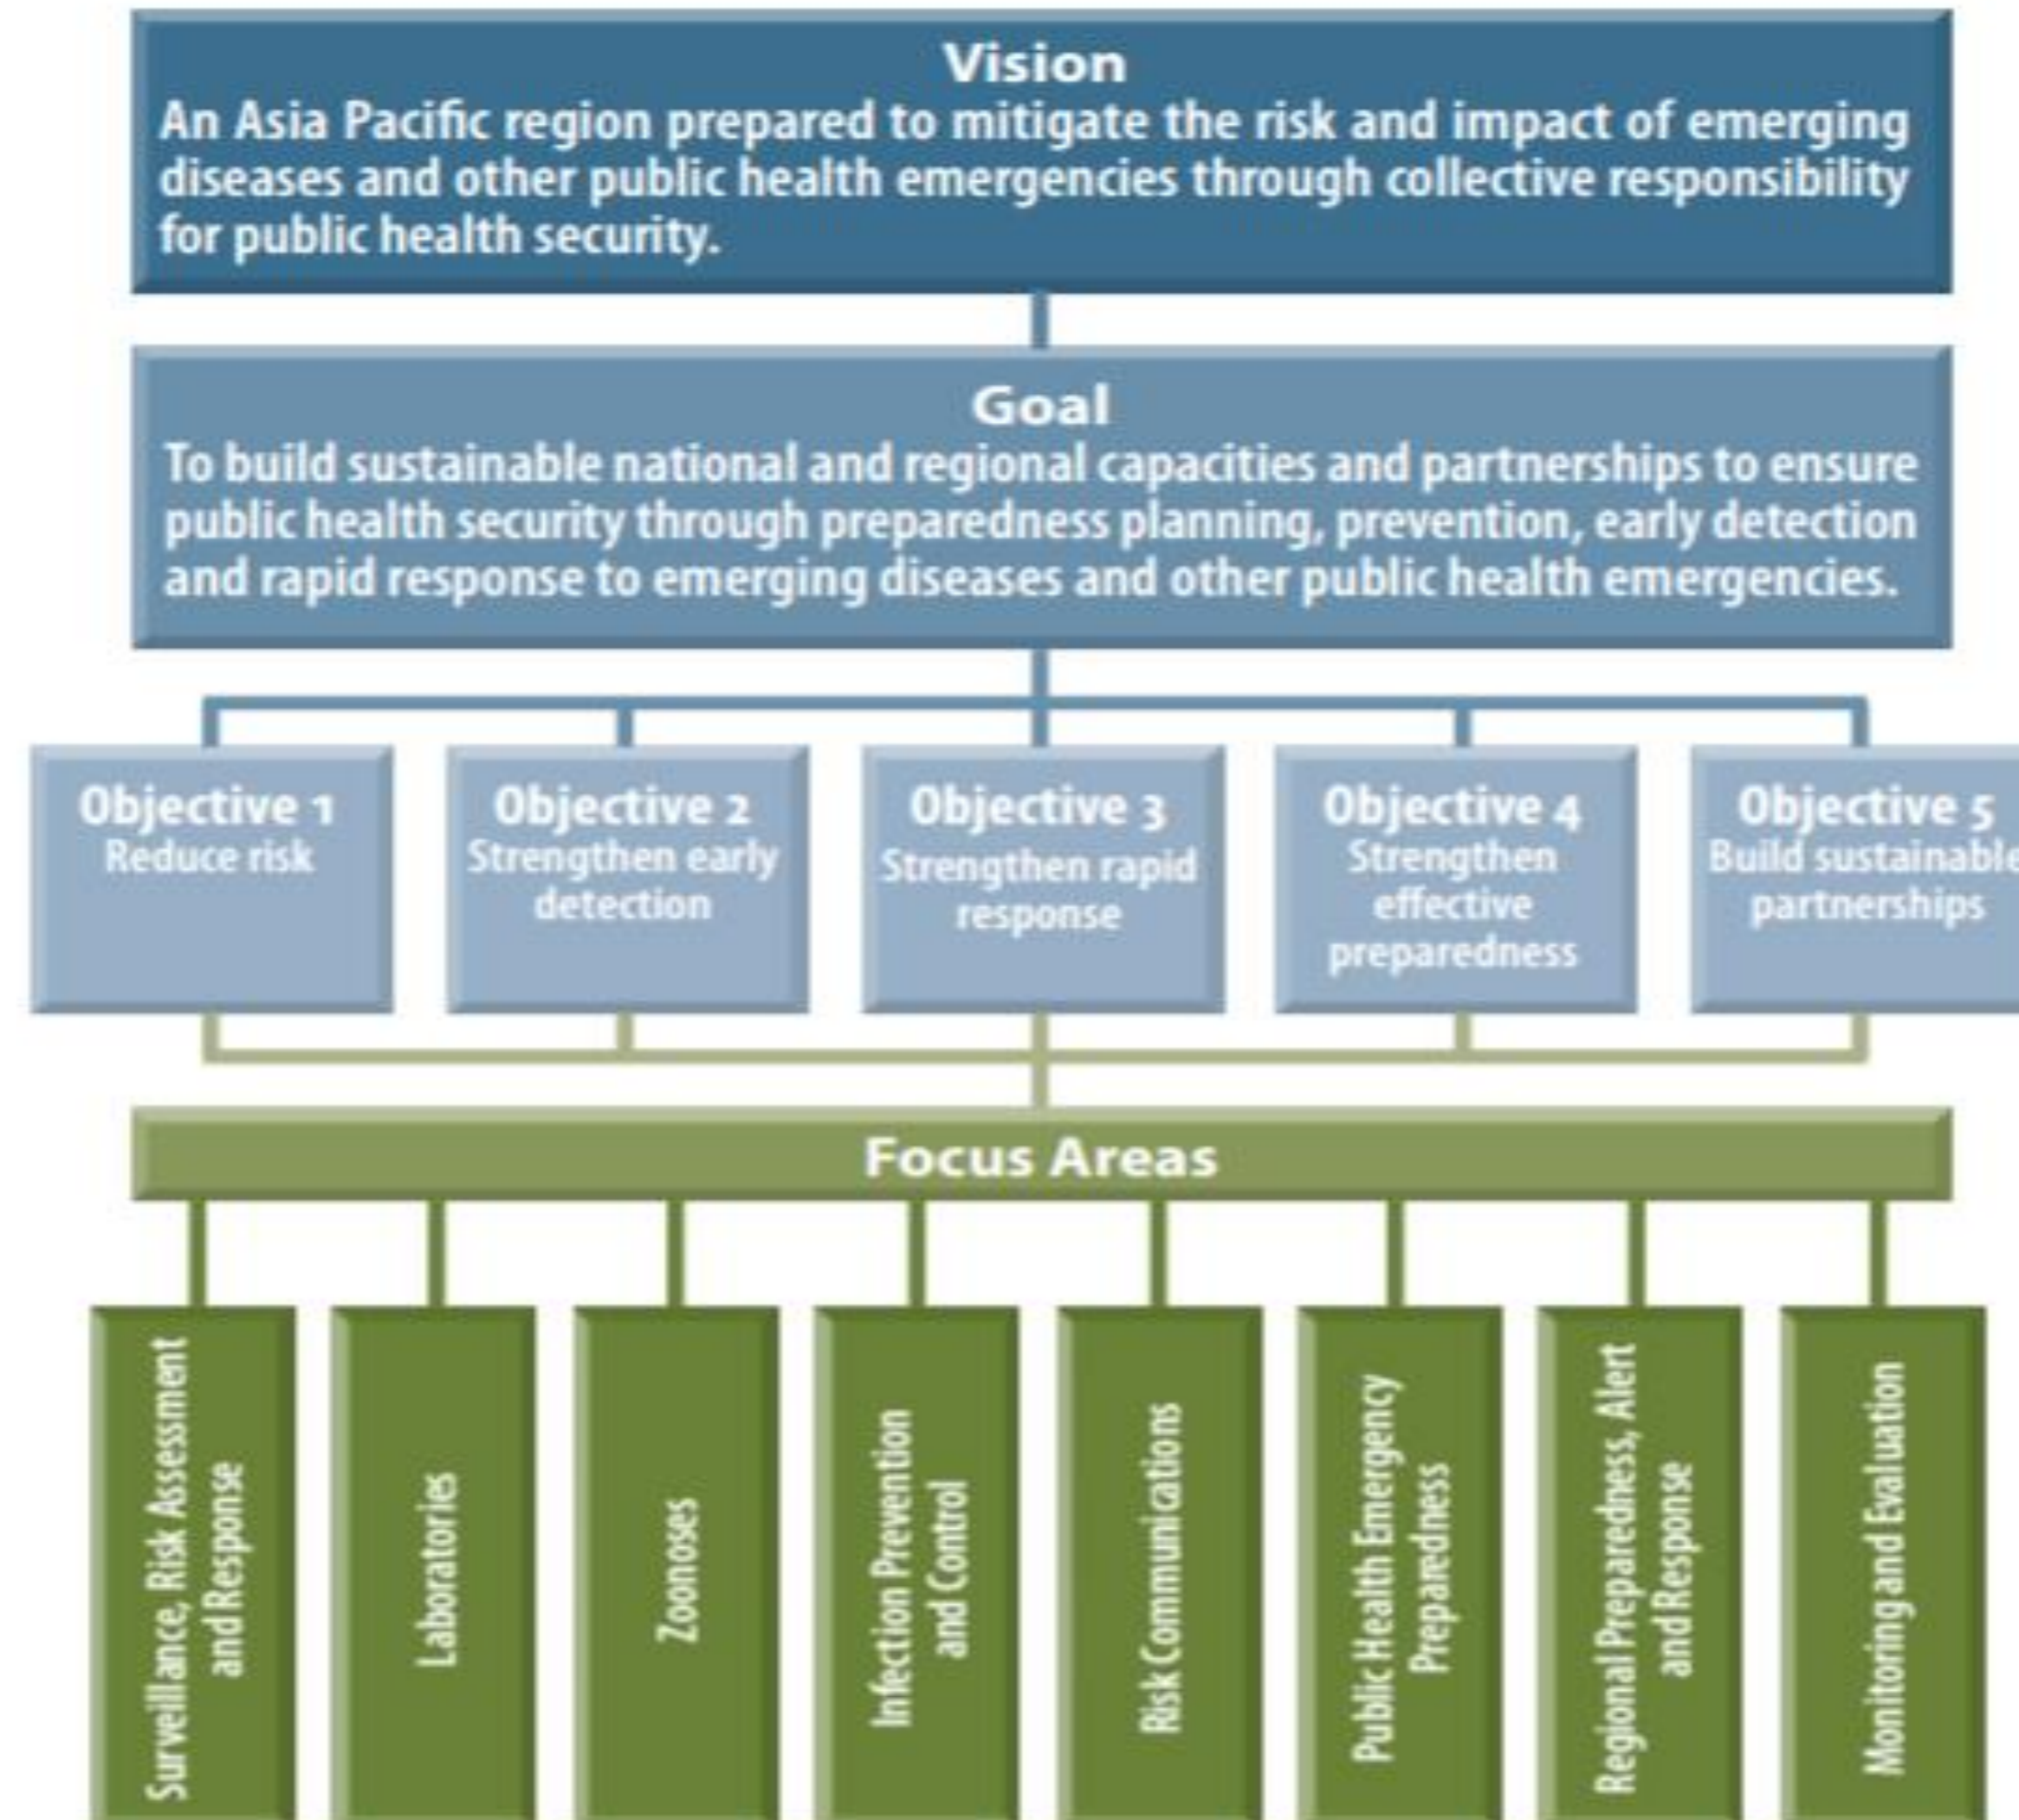 Vision
An Asia Pacific region prepared to mitigate the risk and impact of emerging
diseases and other public health emergencies through collective responsibility
for public health security.
Goal
To build sustainable national and regional capacities and partnerships to ensure
public health security through preparedness planning, prevention, early detection
and rapid response to emerging diseases and other public health emergencies.
Objective 1
Reduce risk
Objective 2
Strengthen early
detection
Objective 3
Strengthen rapid
response
Objective 4
Strengthen
effective
preparedness
Objective 5
Build sustainable
partnerships
Focus Areas
Surveillance, Risk Assessment
and Response
Laboratories
Zoonoses
Infection Prevention
and Control
Risk Communications
Public Health Emergency
Preparedness
Regional Preparedness, Alert
and Response
Monitoring and Evaluation